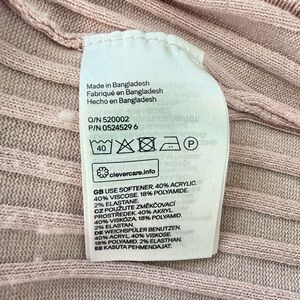 Made in Bangladesh
Fabriqué en Bangladesh
Hecho en Bangladesh
O/N 520002
P/N 0524529 6
40
P
clevercare.info
GB USE SOFTENER. 40% ACRYLIC.
40% VISCOSE. 18% POLYAMIDE.
2% ELASTANE.
CZ POUŽIJTE ZMĚKČOVACÍ
PROSTŘEDEK. 40% AKRYL.
40% VISKÓZA. 18% POLYAMID.
2% ELASTAN.
DE WEICHSPÜLER BENUTZEN.
40% ACRYL. 40% VISKOSE.
18% POLYAMID. 2% ELASTHAN.
EE KASUTA PEHMENDAJAT.